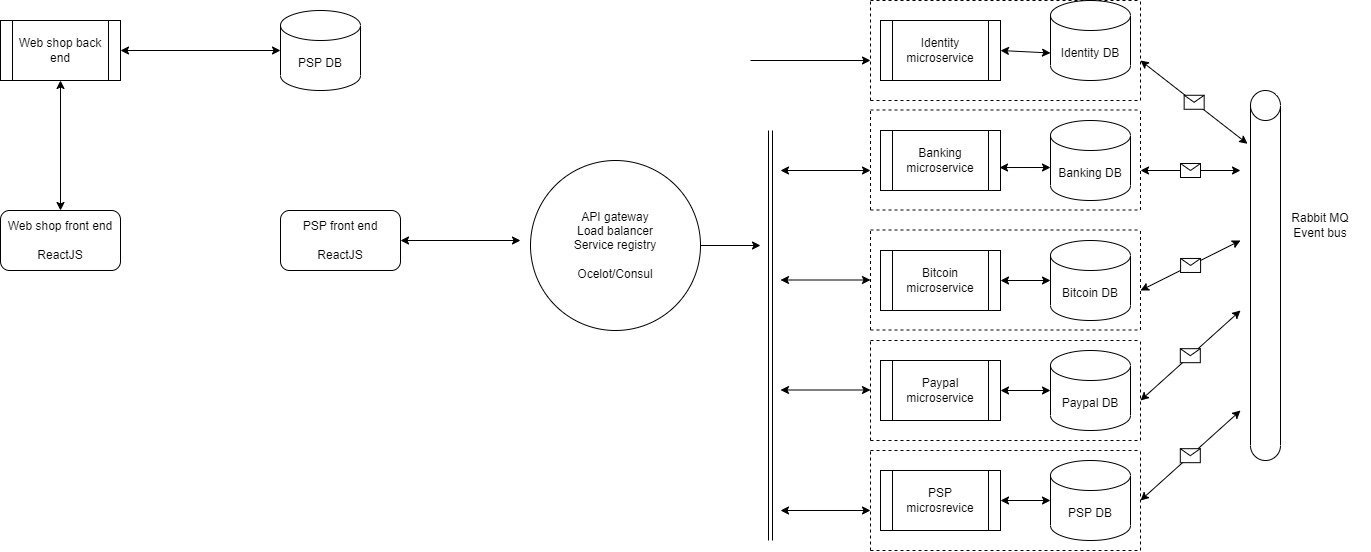 Web shop back
end
PSP DB
Web shop front end
ReactJS
PSP front end
ReactJS
API gateway
Load balancer
Service registry
Ocelot/Consul
Identity
microservice
Identity DB
Banking
microservice
Banking DB
Bitcoin
microservice
Bitcoin DB
Paypal
microservice
Paypal DB
PSP
microsrevice
PSP DB
Rabbit MQ
Event bus